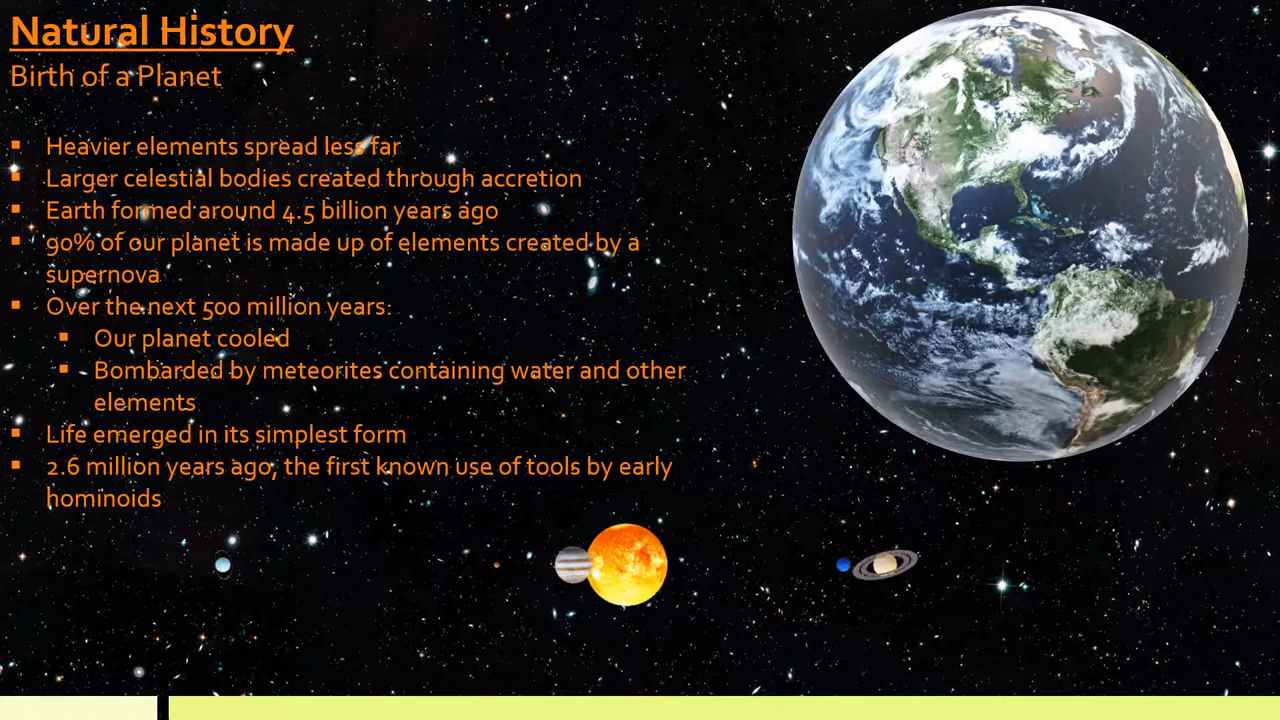 Natural History
Birth of a Planet
▪ Heavier elements spread less far
▪ Larger celestial bodies created through accretion
▪ Earth formed around 4.5 billion years ago
▪ 90% of our planet is made up of elements created by a
supernova
▪ Over the next 500 million years:
▪ Our planet cooled
▪ Bombarded by meteorites containing water and other
elements
▪ Life emerged in its simplest form
▪ 2.6 million years ago, the first known use of tools by early
hominoids